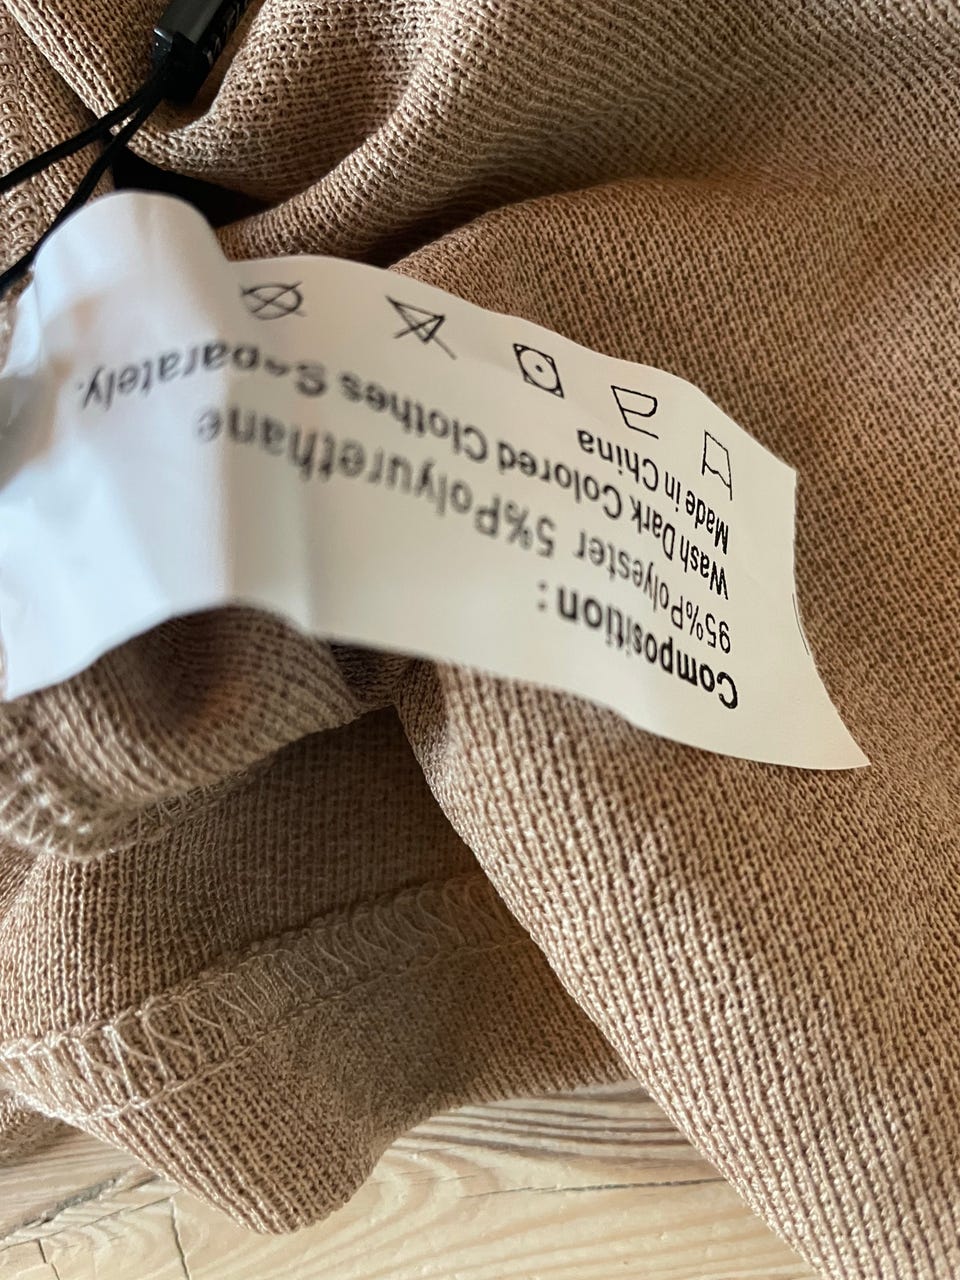 Composition :
95%Polyester 5%Polyurethane
Wash Dark Colored Clothes Separately.
Made in China